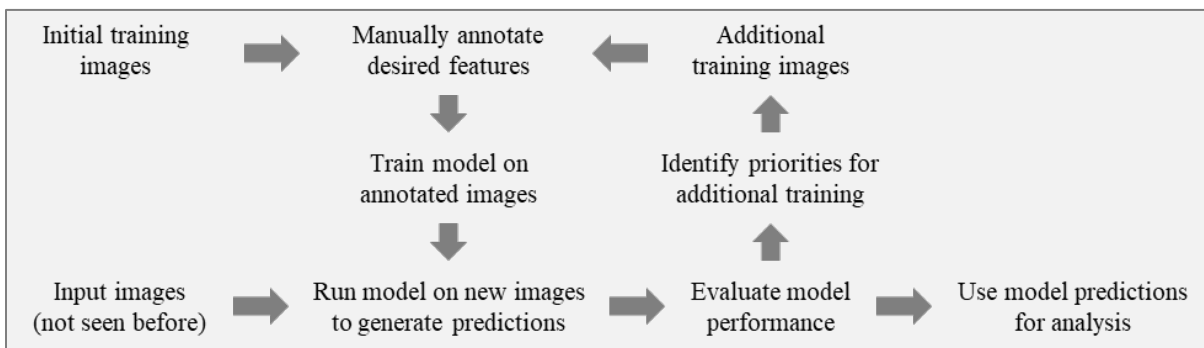 Initial training
images
Manually annotate
desired features
Additional
training images
Train model on
annotated images
Identify priorities for
additional training
Input images
(not seen before)
Run model on new images
to generate predictions
Evaluate model
performance
Use model predictions
for analysis